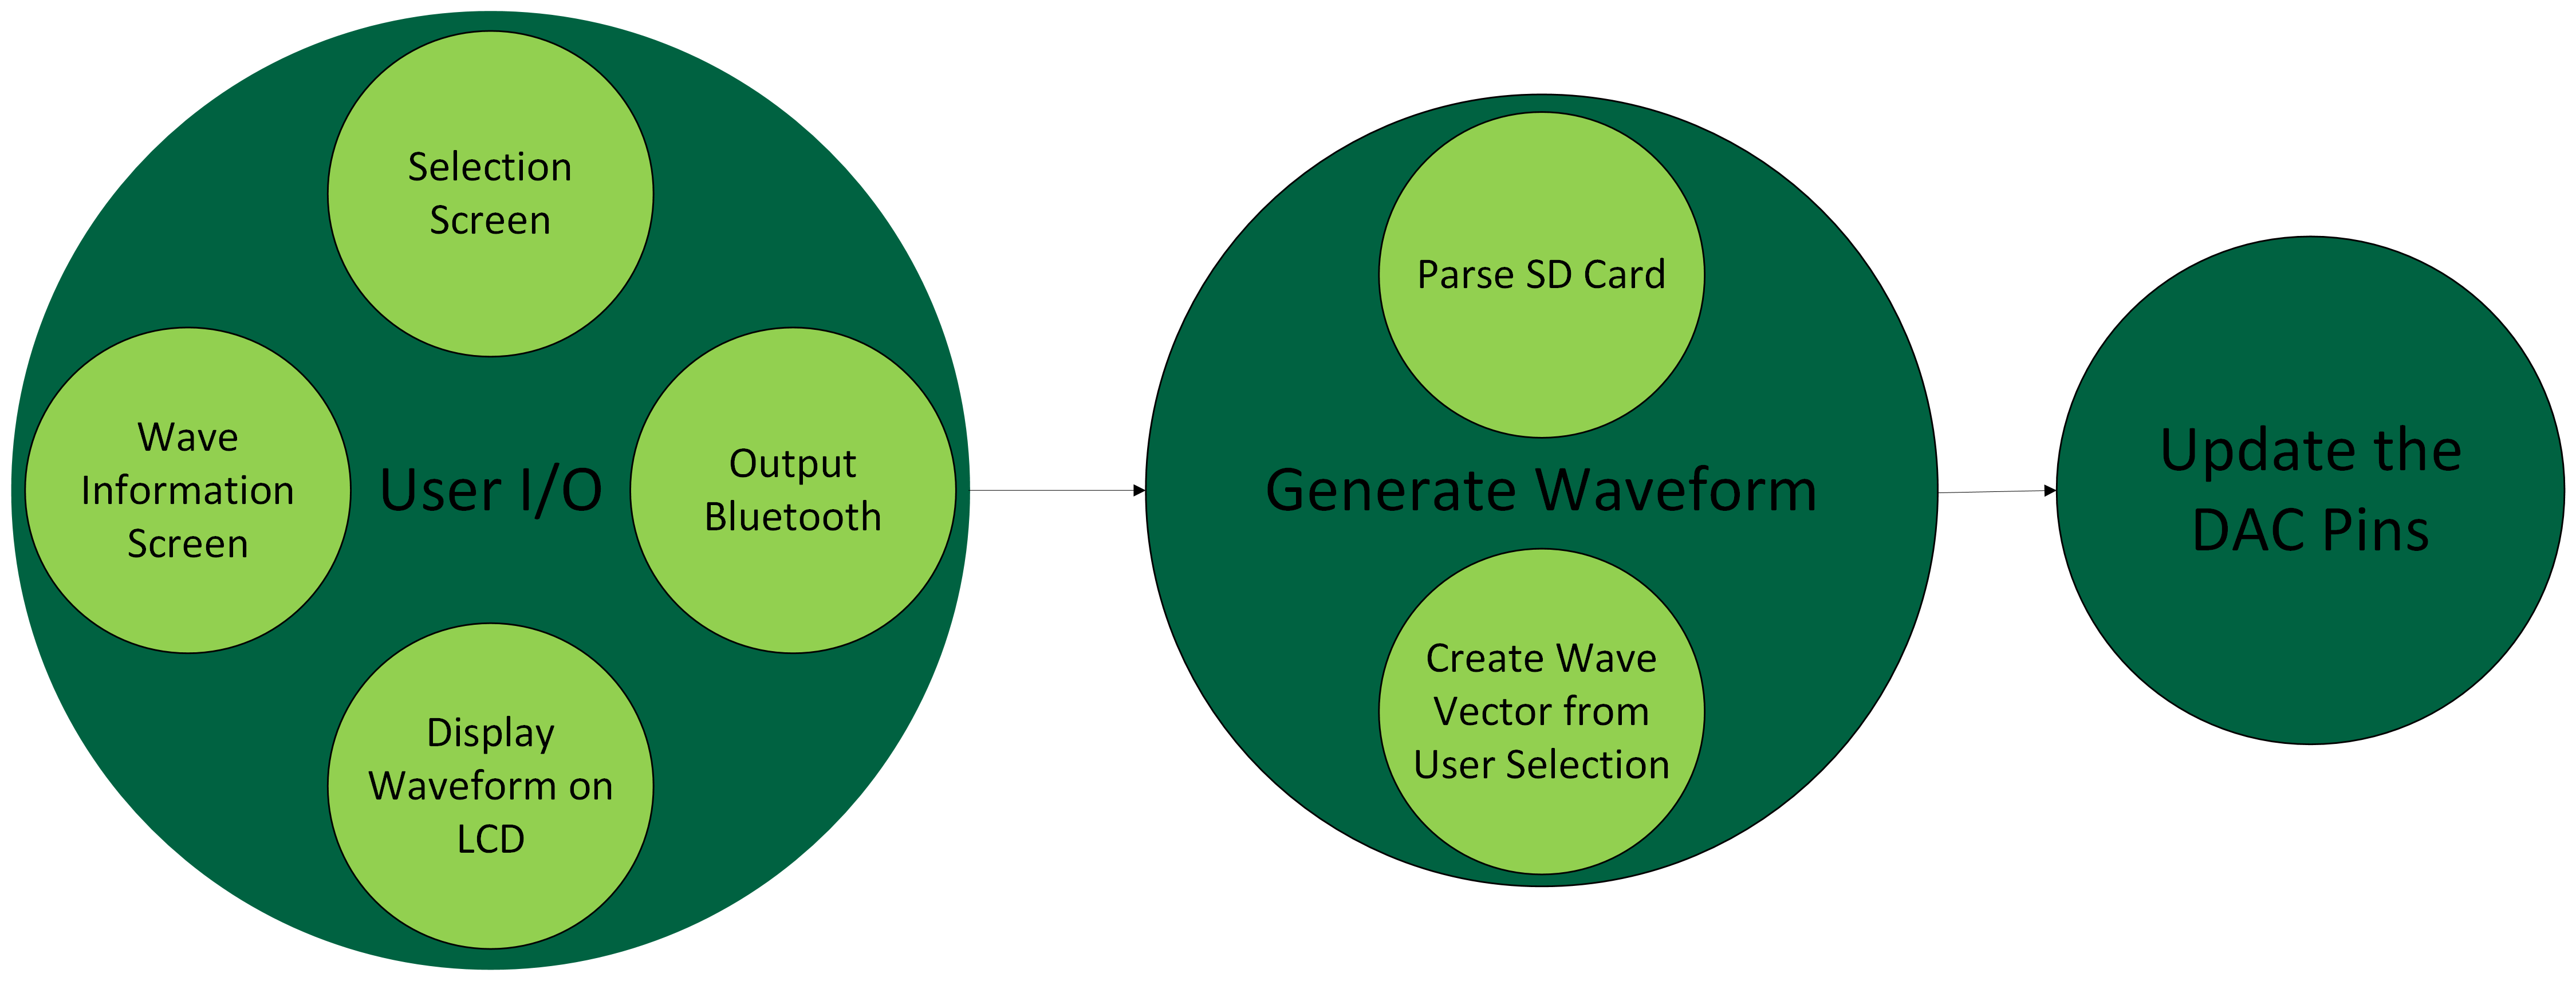 Selection
Screen
Wave
Information
Screen
User I/O
Output
Bluetooth
Display
Waveform on
LCD
Parse SD Card
Generate Waveform
Create Wave
Vector from
User Selection
Update the
DAC Pins